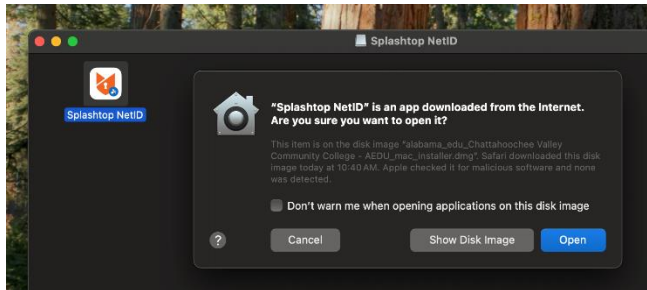 Splashtop NetID
Splashtop NetID
"Splashtop NetID" is an app downloaded from the Internet.
Are you sure you want to open it?
This item is on the disk image "alabama_edu_Chattahoochee Valley
Community College - AEDU_mac_installer.dmg". Safari downloaded this disk
image today at 10:40 AM. Apple checked it for malicious software and none
was detected.
Don't warn me when opening applications on this disk image
?
Cancel
Show Disk Image
Open